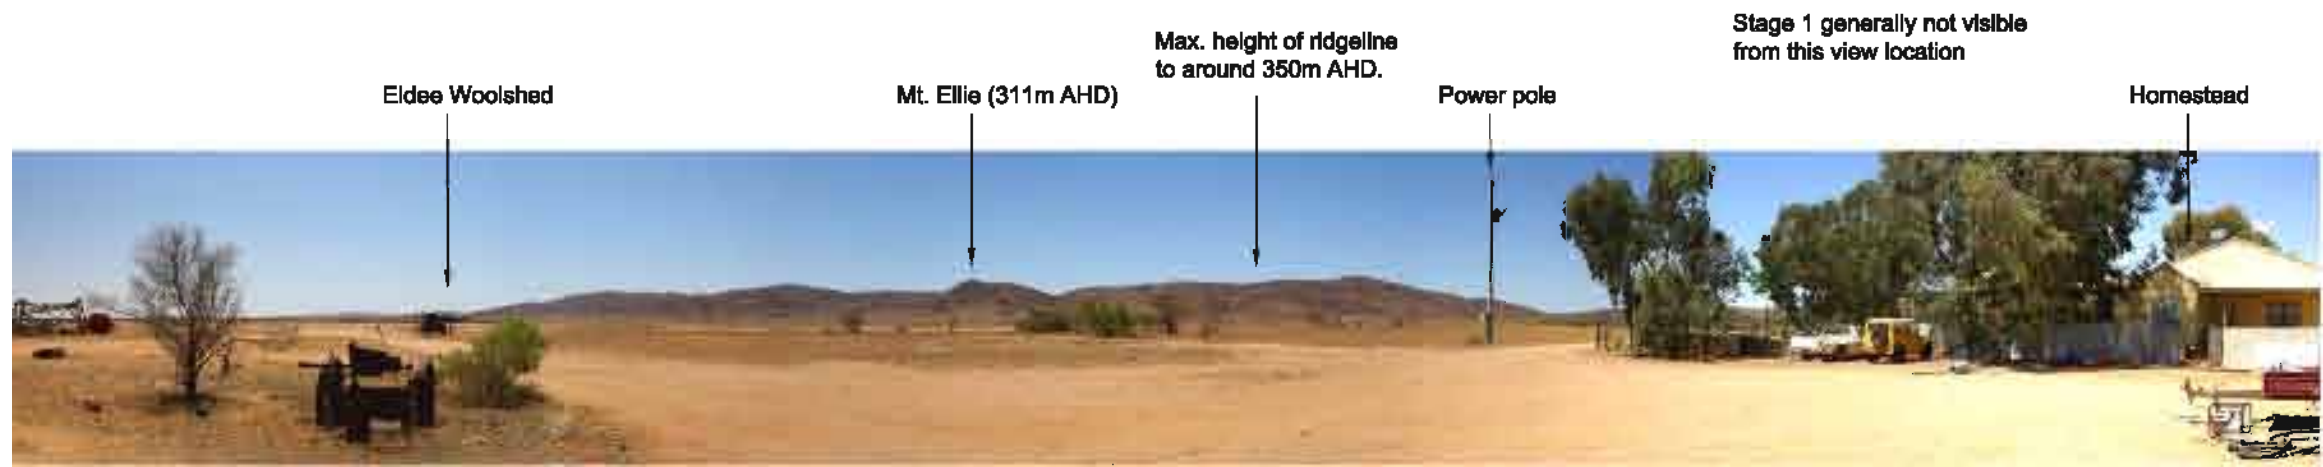 Stage 1 generally not visible
from this view location
Max. height of ridgeline
to around 350m AHD.
Eldee Woolshed
Mt. Ellie (311m AHD)
Power pole
Homestead